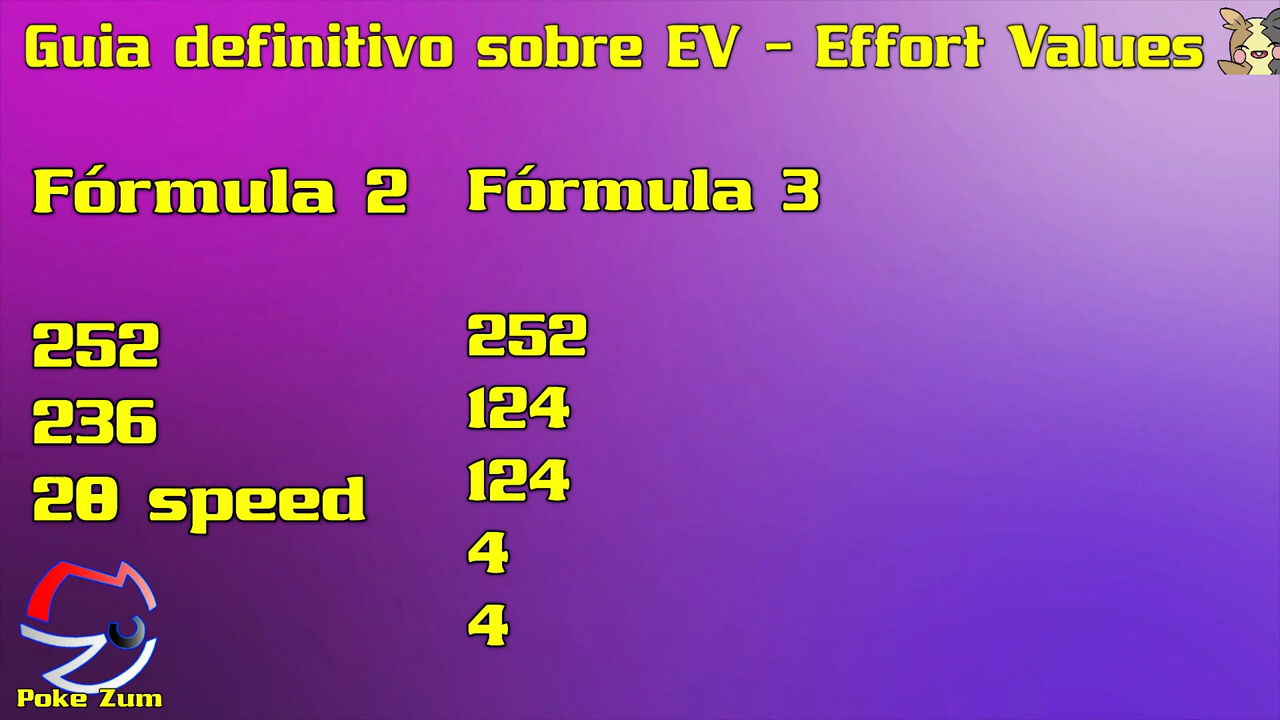 Guia definitivo sobre EV - Effort Values
Fórmula 2
252
236
20 speed
Fórmula 3
252
124
124
4
4
Poke Zum